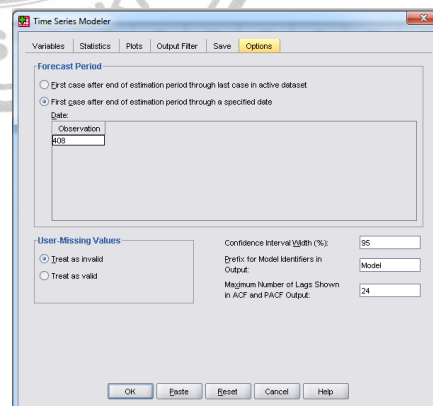 Time Series Modeler
Variables Statistics Plots Output Filter Save Options
Forecast Period
First case after end of estimation period through last case in active dataset
First case after end of estimation period through a specified date
Date:
Observation
408
User-Missing Values
Treat as invalid
Treat as valid
Confidence Interval Width (%): 95
Prefix for Model Identifiers in
Output: Model
Maximum Number of Lags Shown
in ACF and PACF Output: 24
OK Paste Reset Cancel Help